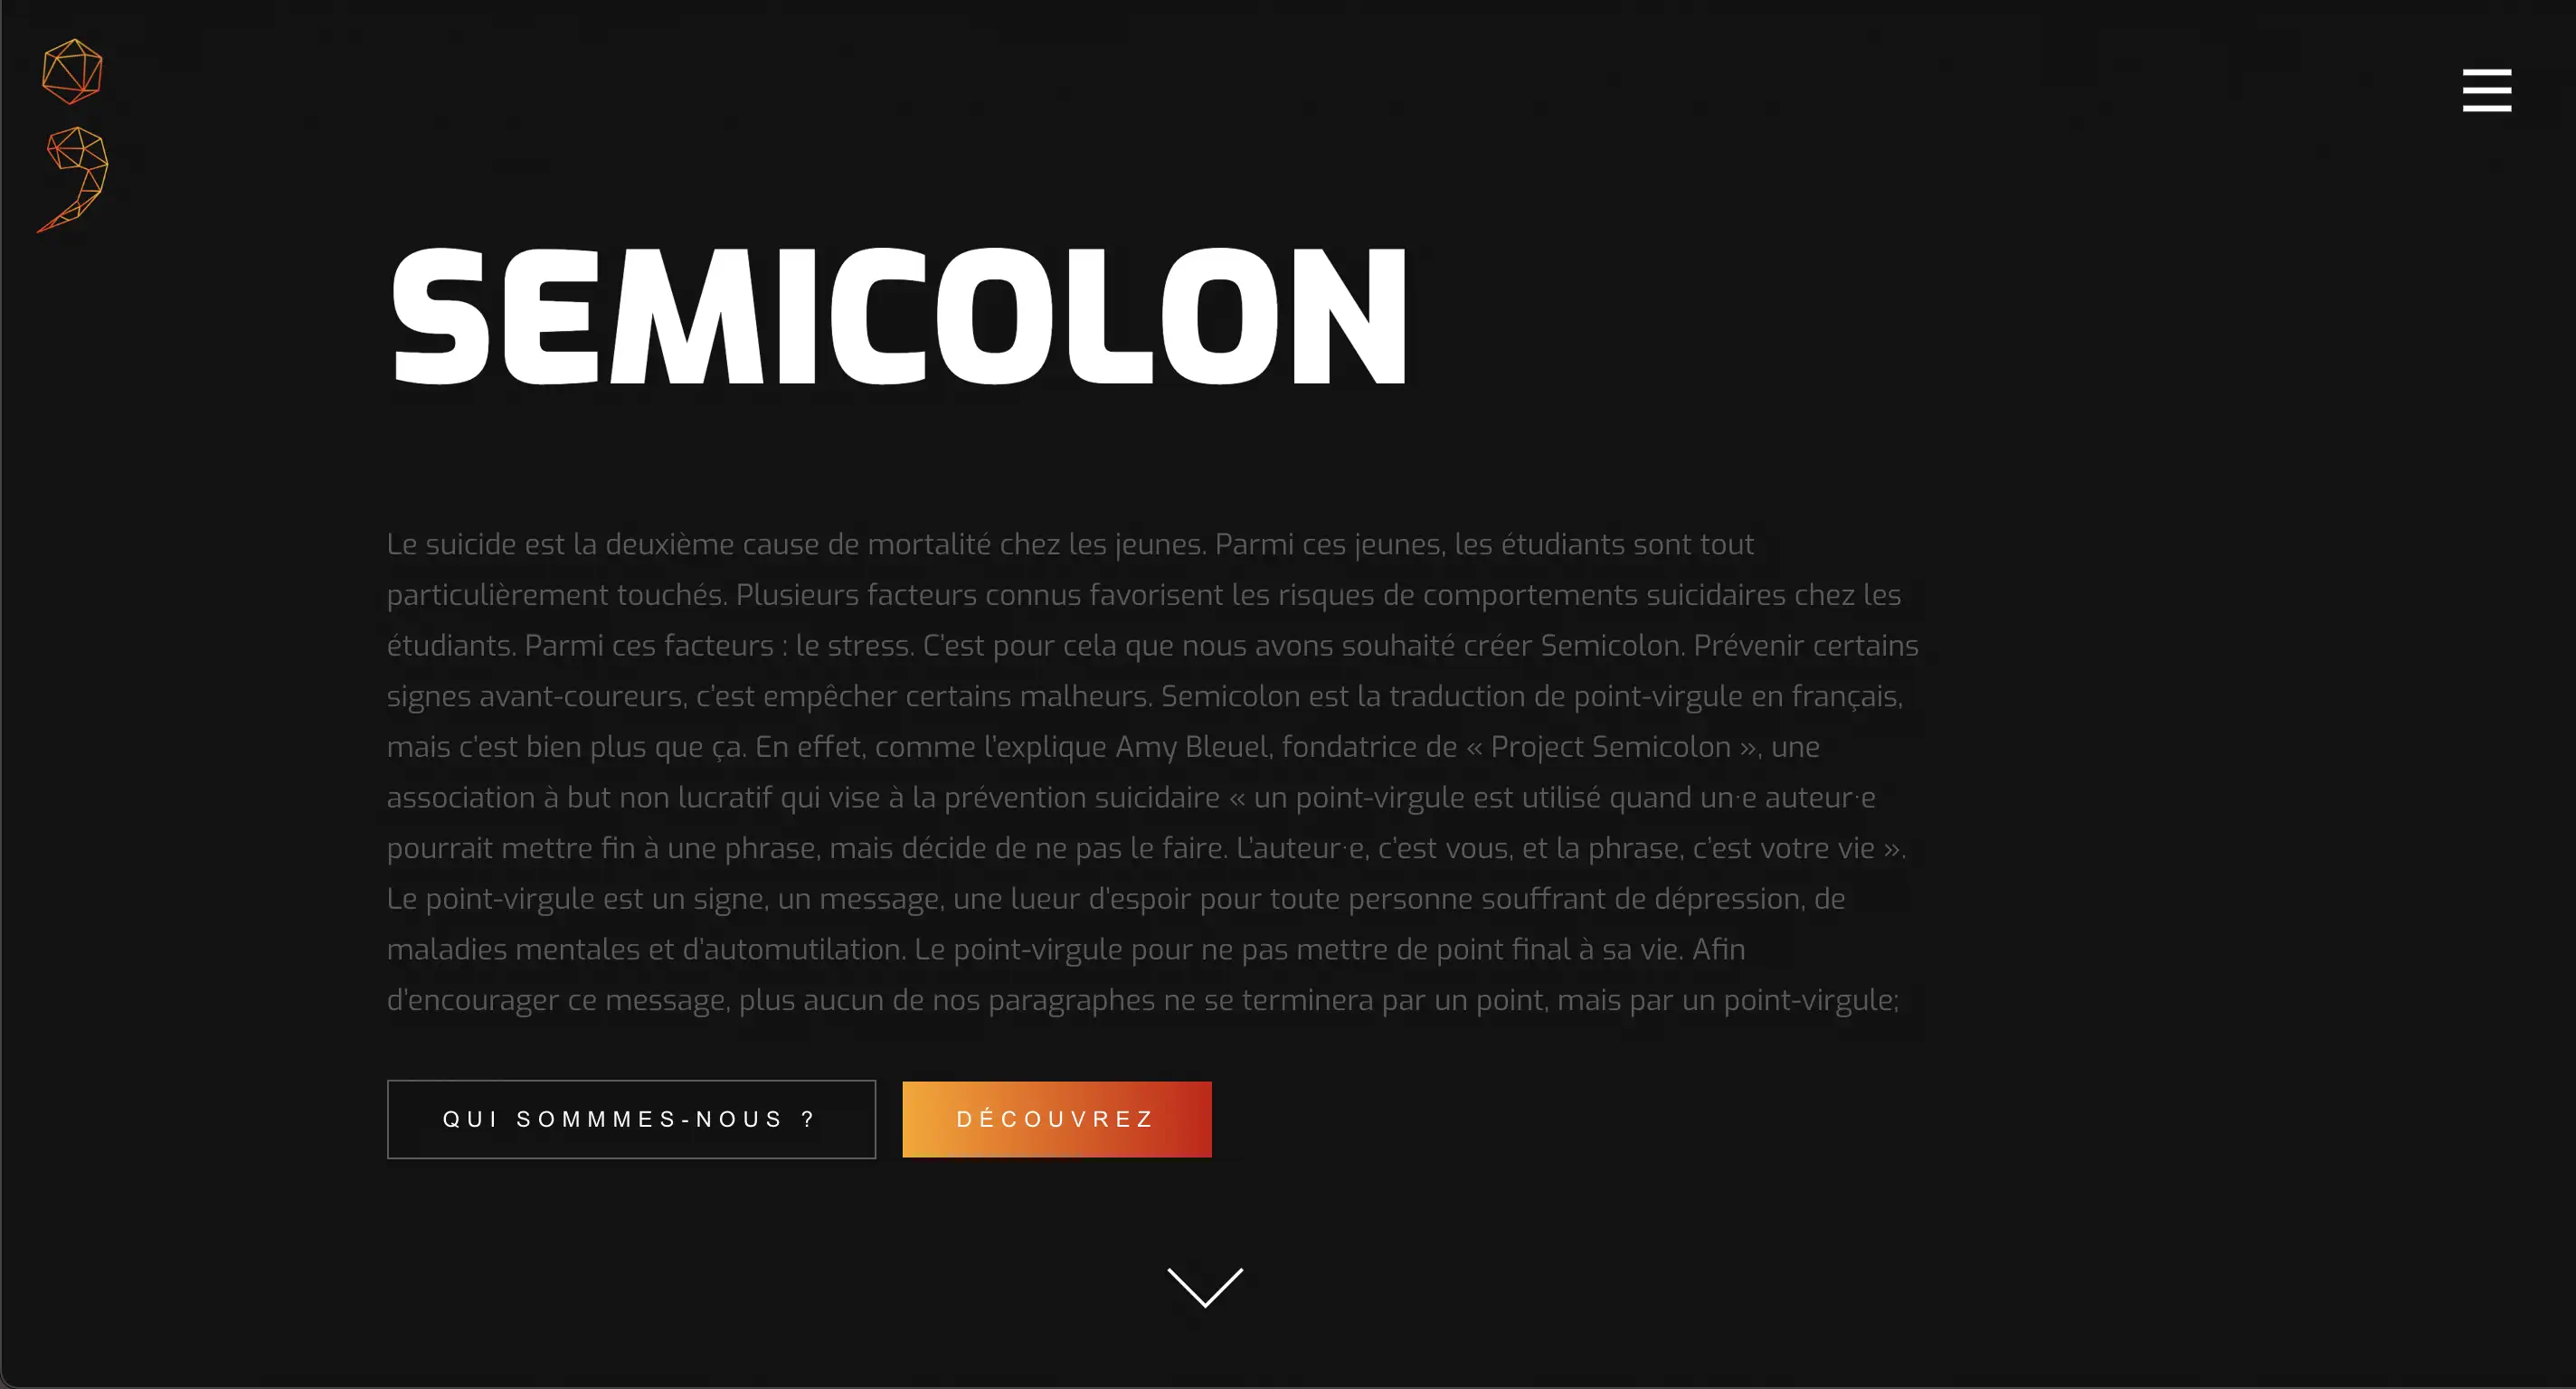 SEMICOLON
Le suicide est la deuxième cause de mortalité chez les jeunes. Parmi ces jeunes, les étudiants sont tout
particulièrement touchés. Plusieurs facteurs connus favorisent les risques de comportements suicidaires chez les
étudiants. Parmi ces facteurs : le stress. C'est pour cela que nous avons souhaité créer Semicolon. Prévenir certains
signes avant-coureurs, c'est empêcher certains malheurs. Semicolon est la traduction de point-virgule en français,
mais c'est bien plus que ça. En effet, comme l'explique Amy Bleuel, fondatrice de « Project Semicolon », une
association à but non lucratif qui vise à la prévention suicidaire « un point-virgule est utilisé quand un·e auteur·e
pourrait mettre fin à une phrase, mais décide de ne pas le faire. L'auteur·e, c'est vous, et la phrase, c'est votre vie ».
Le point-virgule est un signe, un message, une lueur d'espoir pour toute personne souffrant de dépression, de
maladies mentales et d'automutilation. Le point-virgule pour ne pas mettre de point final à sa vie. Afin
d'encourager ce message, plus aucun de nos paragraphes ne se terminera par un point, mais par un point-virgule;
QUI SOMMMES-NOUS ?
DÉCOUVREZ